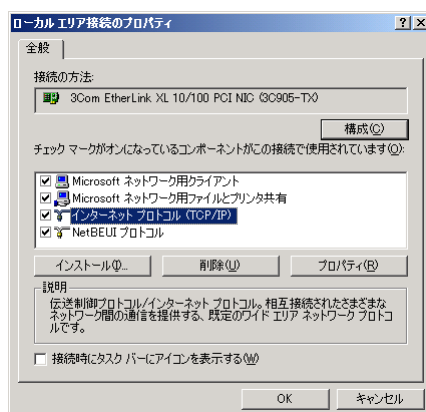 ローカル エリア接続のプロパティ
全般
接続の方法:
3Com EtherLink XL 10/100 PCI NIC (3C905-TX)
構成(C)
チェック マークがオンになっているコンポーネントがこの接続で使用されています(O):
Microsoft ネットワーク用クライアント
Microsoft ネットワーク用ファイルとプリンタ共有
インターネット プロトコル (TCP/IP)
NetBEUI プロトコル
インストール(I)...
削除(U)
プロパティ(R)
説明
伝送制御プロトコル/インターネット プロトコル。相互接続されたさまざまな
ネットワーク間の通信を提供する、既定のワイド エリア ネットワーク プロトコ
ルです。
接続時にタスク バーにアイコンを表示する(W)
OK
キャンセル